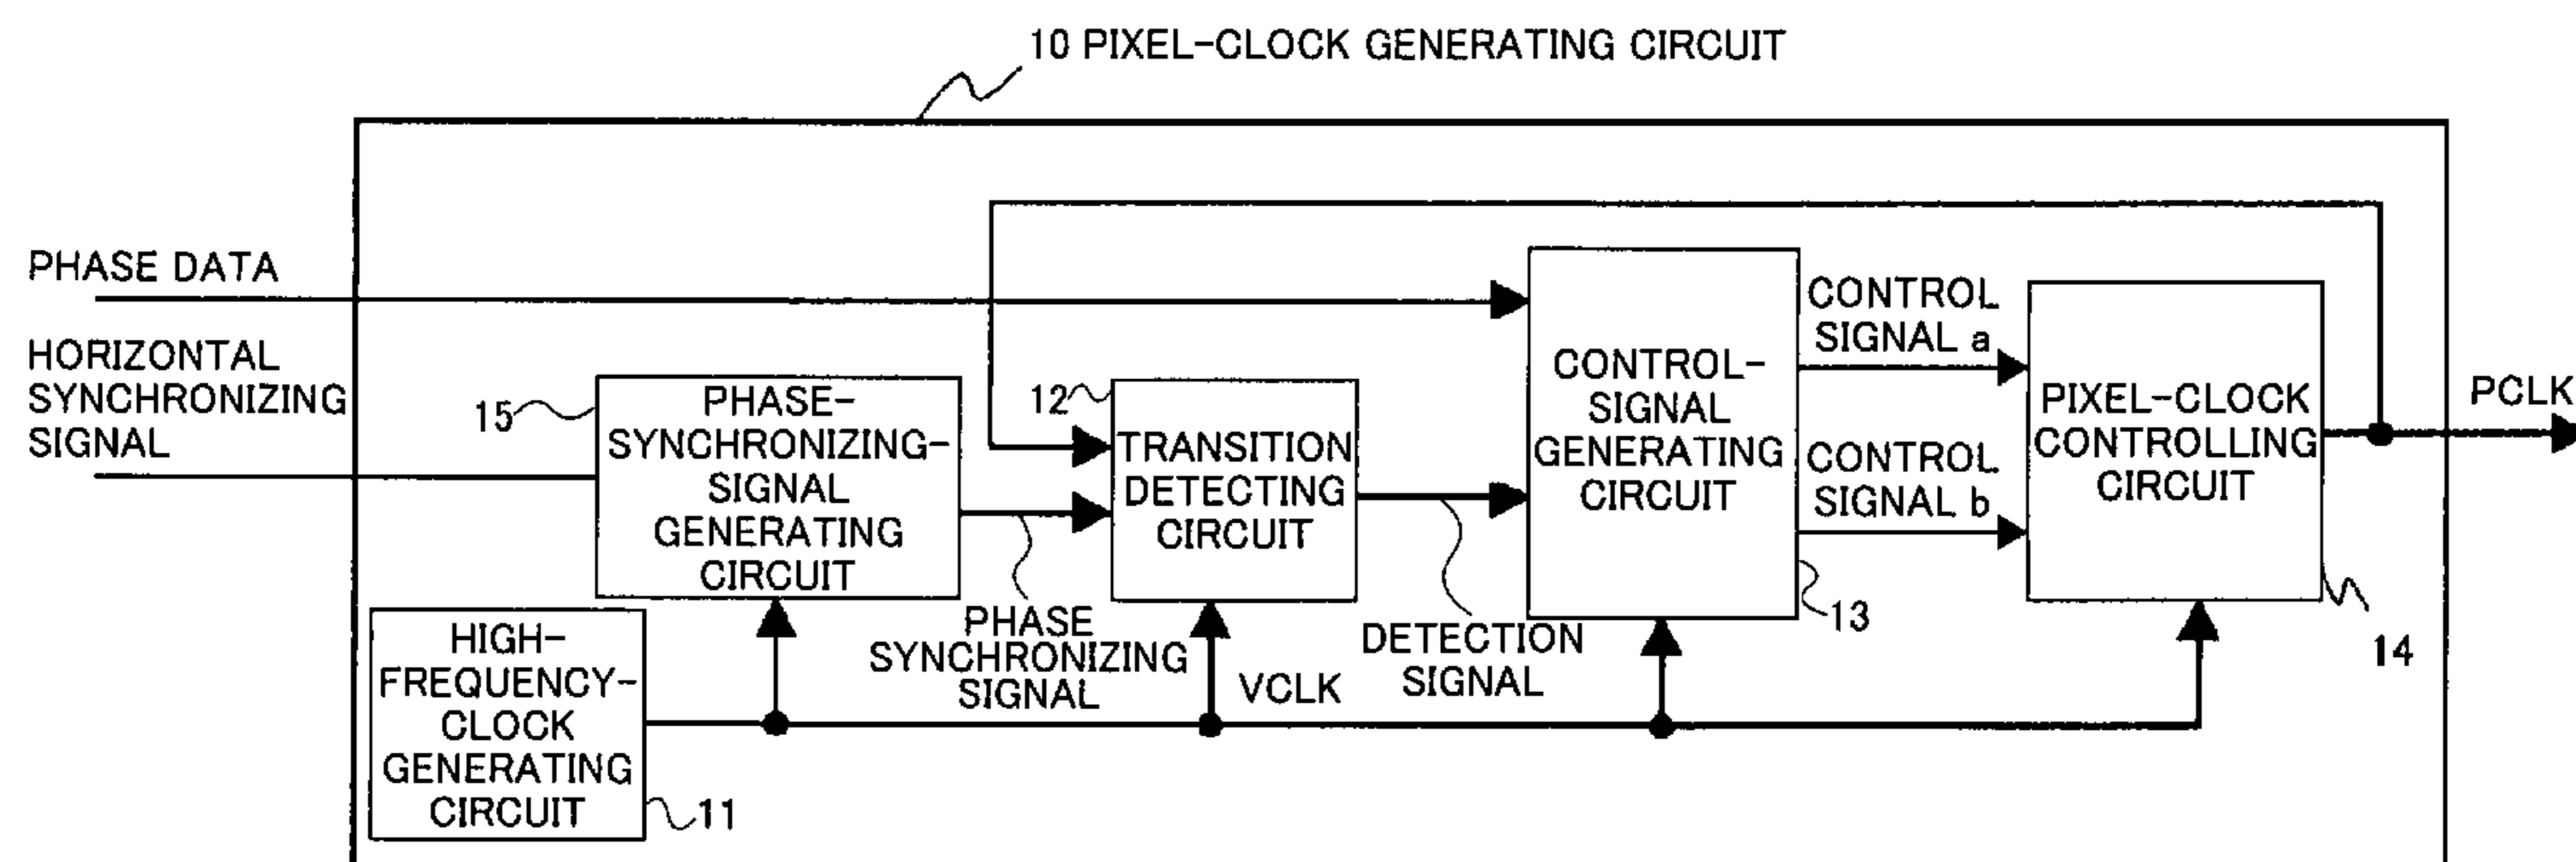 10 PIXEL-CLOCK GENERATING CIRCUIT
PHASE DATA
HORIZONTAL
SYNCHRONIZING
SIGNAL
15
PHASE-
SYNCHRONIZING-
SIGNAL
GENERATING
CIRCUIT
12
TRANSITION
DETECTING
CIRCUIT
CONTROL-
SIGNAL
GENERATING
CIRCUIT
CONTROL
SIGNAL a
CONTROL
SIGNAL b
PIXEL-CLOCK
CONTROLLING
CIRCUIT
PCLK
HIGH-
FREQUENCY-
CLOCK
GENERATING
CIRCUIT
11
PHASE
SYNCHRONIZING
SIGNAL
VCLK
DETECTION
SIGNAL
13
14